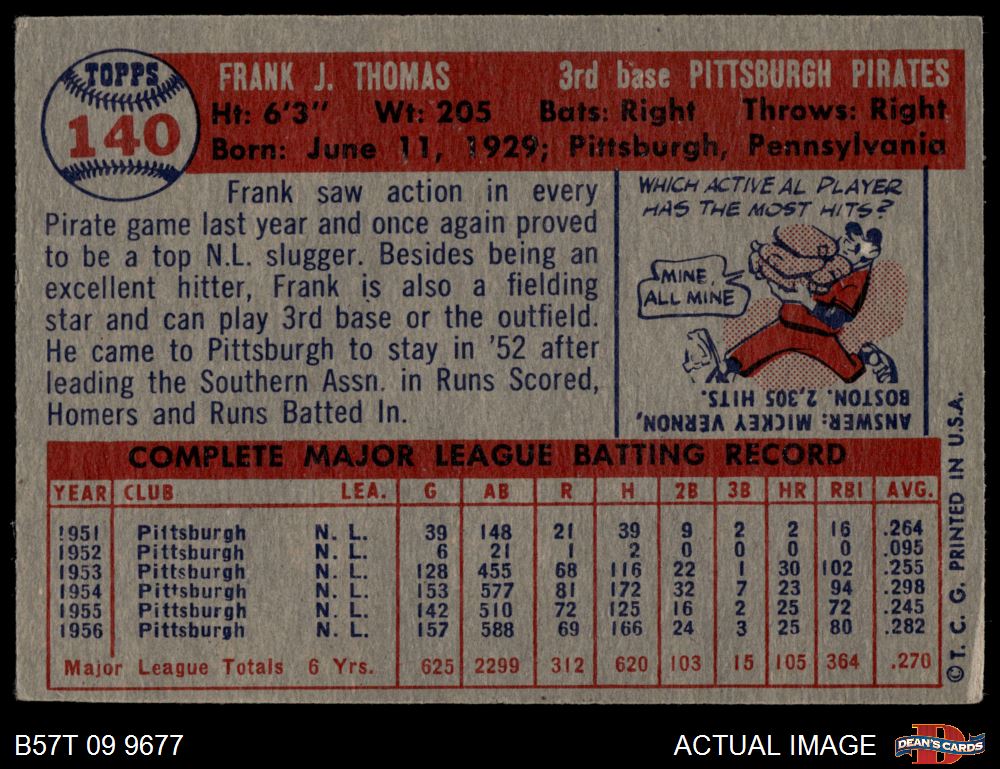 TOPPS
140
FRANK J. THOMAS 3rd base PITTSBURGH PIRATES
Ht: 6'3" Wt: 205 Bats: Right Throws: Right
Born: June 11, 1929; Pittsburgh, Pennsylvania
Frank saw action in every
Pirate game last year and once again proved
to be a top N.L. slugger. Besides being an
excellent hitter, Frank is also a fielding
star and can play 3rd base or the outfield.
He came to Pittsburgh to stay in '52 after
leading the Southern Assn. in Runs Scored,
Homers and Runs Batted In.
WHICH ACTIVE AL PLAYER
HAS THE MOST HITS?
MINE,
ALL MINE
ANSWER: MICKEY VERNON,
BOSTON. 2,305 HITS.
COMPLETE MAJOR LEAGUE BATTING RECORD
YEAR CLUB LEA. G AB R H 2B 3B HR RBI AVG.
1951 Pittsburgh N. L. 39 148 21 39 9 2 2 16 .264
1952 Pittsburgh N. L. 6 21 1 2 0 0 0 0 .095
1953 Pittsburgh N. L. 128 455 68 116 22 1 30 102 .255
1954 Pittsburgh N. L. 153 577 81 172 32 7 23 94 .298
1955 Pittsburgh N. L. 142 510 72 125 16 2 25 72 .245
1956 Pittsburgh N. L. 157 588 69 166 24 3 25 80 .282
Major League Totals 6 Yrs. 625 2299 312 620 103 15 105 364 .270
© T. C. G. PRINTED IN U.S.A.
B57T 09 9677
ACTUAL IMAGE
D
DEAN'S CARDS